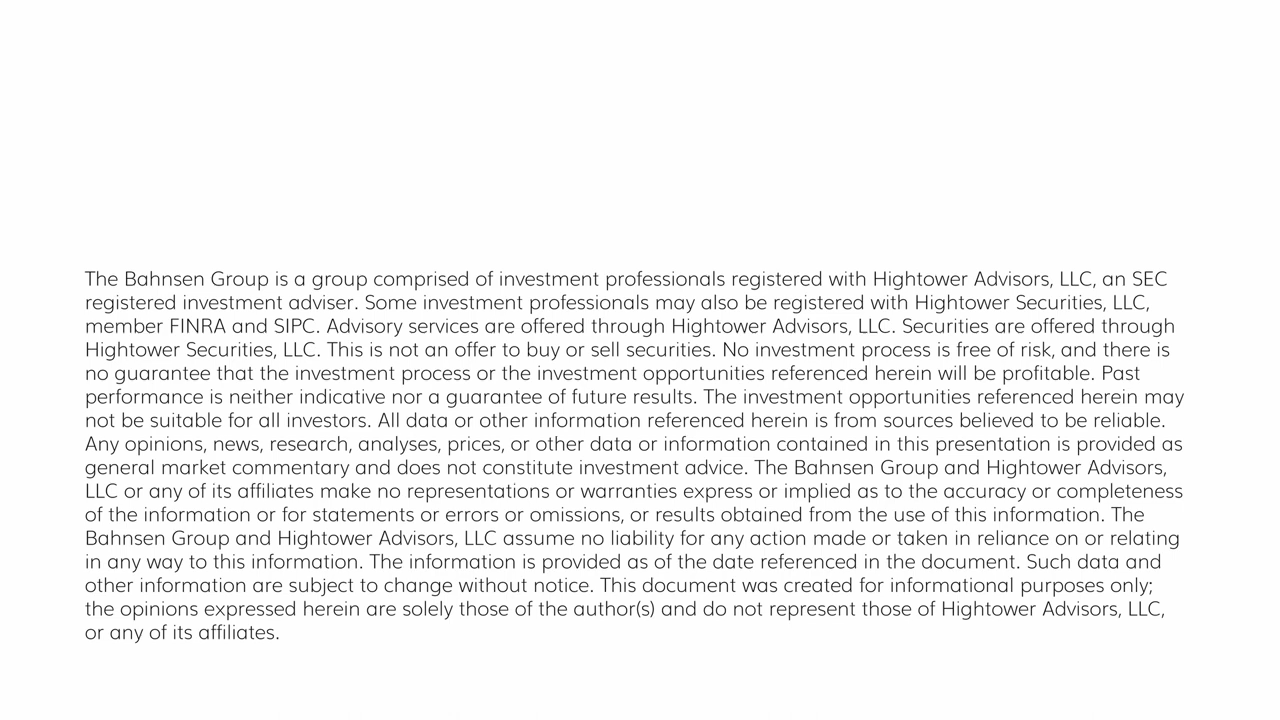 The Bahnsen Group is a group comprised of investment professionals registered with Hightower Advisors, LLC, an SEC
registered investment adviser. Some investment professionals may also be registered with Hightower Securities, LLC,
member FINRA and SIPC. Advisory services are offered through Hightower Advisors, LLC. Securities are offered through
Hightower Securities, LLC. This is not an offer to buy or sell securities. No investment process is free of risk, and there is
no guarantee that the investment process or the investment opportunities referenced herein will be profitable. Past
performance is neither indicative nor a guarantee of future results. The investment opportunities referenced herein may
not be suitable for all investors. All data or other information referenced herein is from sources believed to be reliable.
Any opinions, news, research, analyses, prices, or other data or information contained in this presentation is provided as
general market commentary and does not constitute investment advice. The Bahnsen Group and Hightower Advisors,
LLC or any of its affiliates make no representations or warranties express or implied as to the accuracy or completeness
of the information or for statements or errors or omissions, or results obtained from the use of this information. The
Bahnsen Group and Hightower Advisors, LLC assume no liability for any action made or taken in reliance on or relating
in any way to this information. The information is provided as of the date referenced in the document. Such data and
other information are subject to change without notice. This document was created for informational purposes only;
the opinions expressed herein are solely those of the author(s) and do not represent those of Hightower Advisors, LLC,
or any of its affiliates.